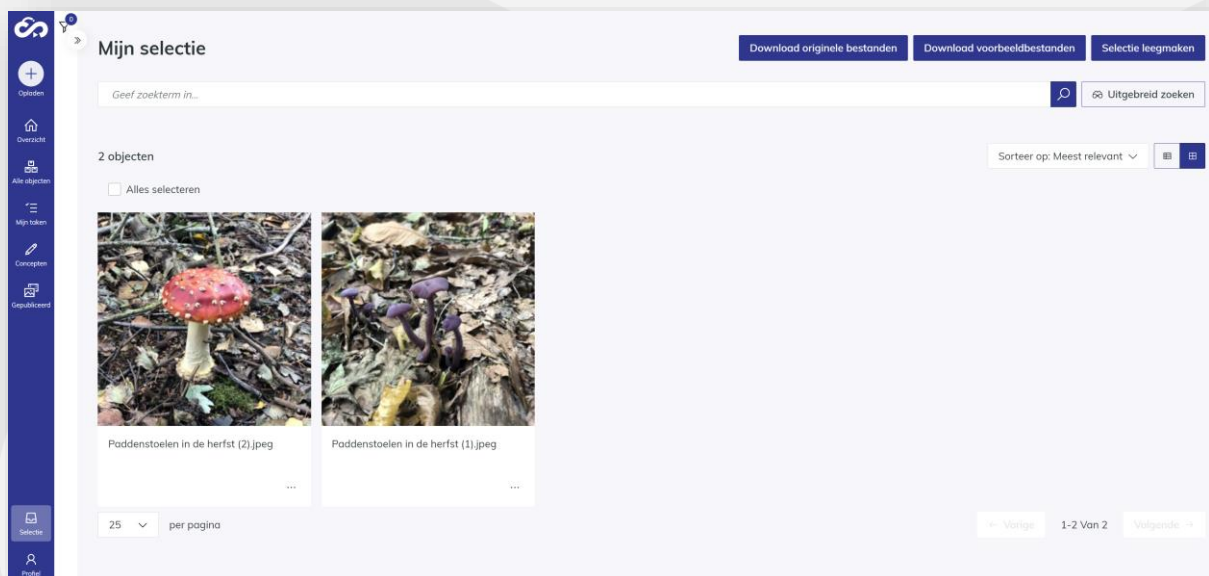 0
Mijn selectie
Download originele bestanden
Download voorbeeldbestanden
Selectie leegmaken
Opladen
Geef zoekterm in...
Uitgebreid zoeken
Overzicht
2 objecten
Sorteer op: Meest relevant
Alle objecten
Alles selecteren
Mijn taken
Concepten
Gepubliceerd
Paddenstoelen in de herfst (2).jpeg
Paddenstoelen in de herfst (1).jpeg
...
...
Selectie
25
per pagina
← Vorige
1-2 Van 2
Volgende →
Profiel